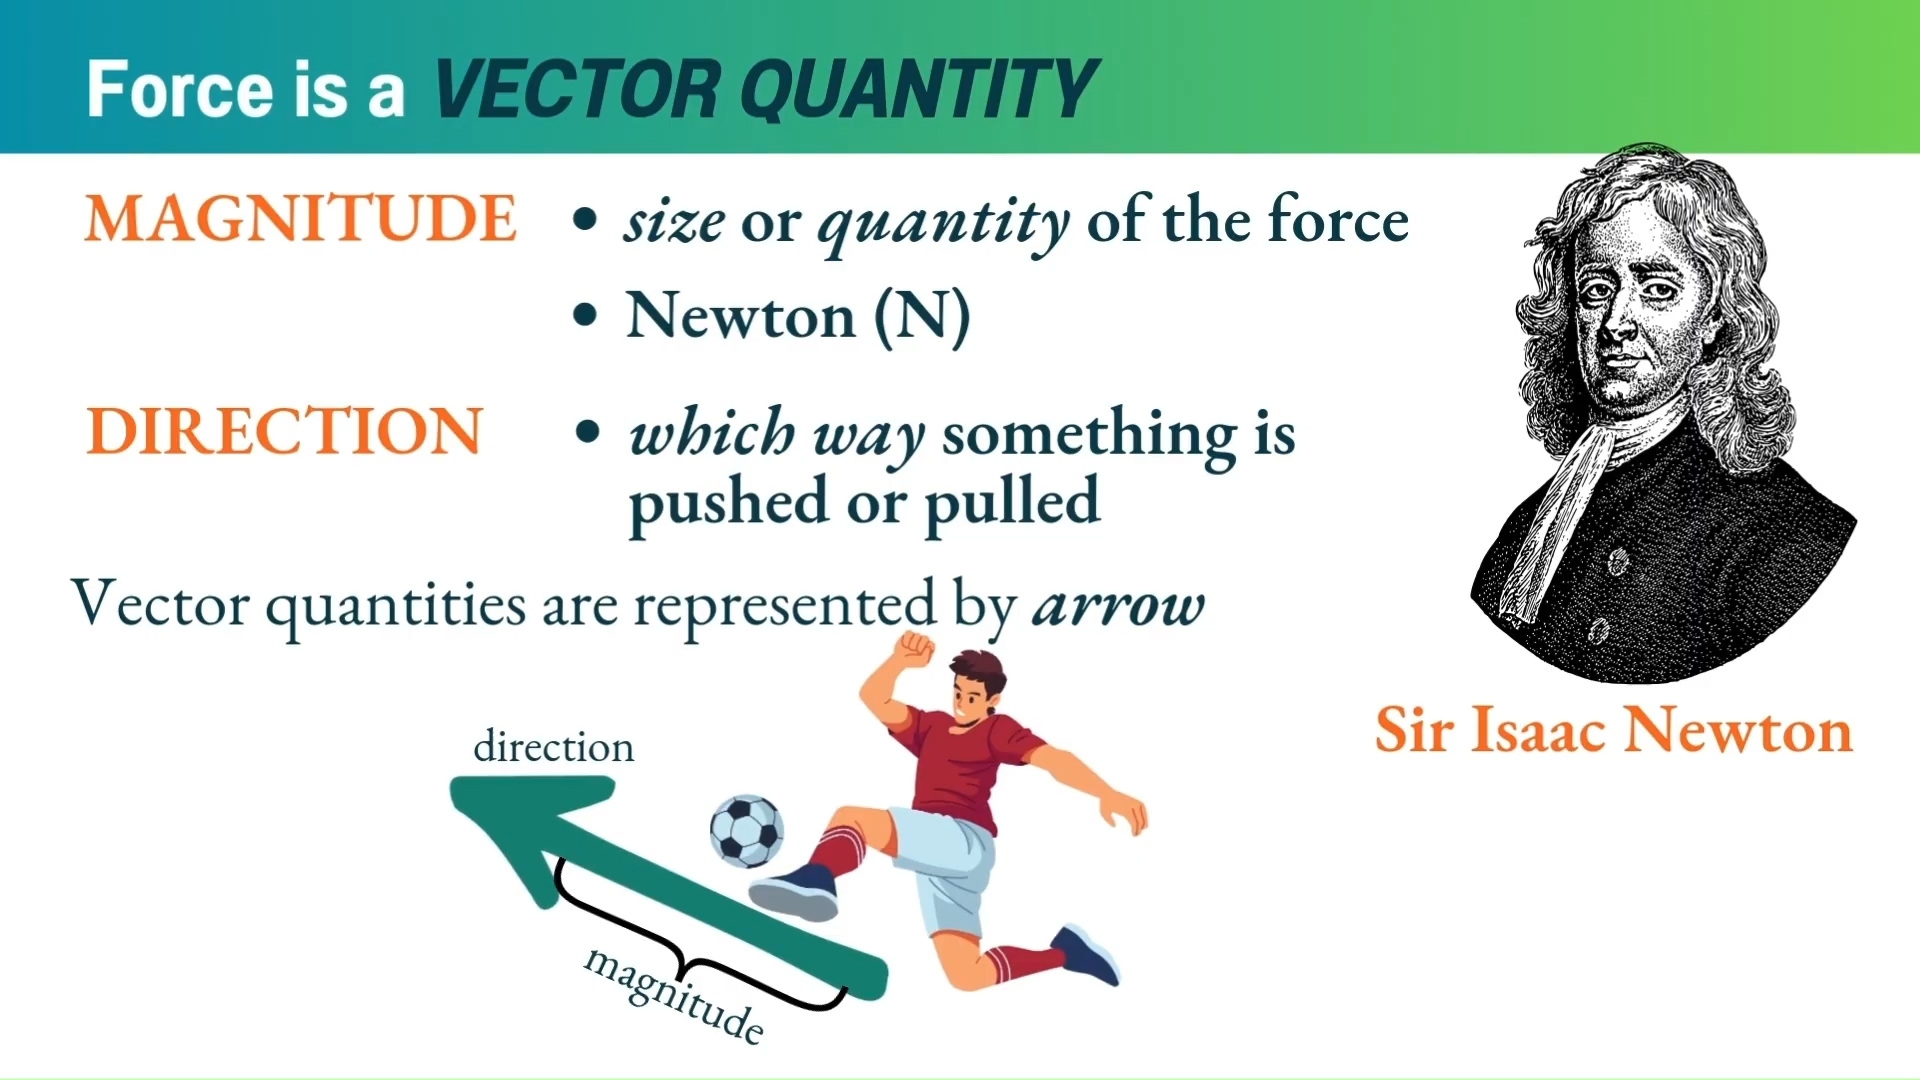 Force is a VECTOR QUANTITY
MAGNITUDE
• size or quantity of the force
• Newton (N)
DIRECTION
• which way something is
pushed or pulled
Vector quantities are represented by arrow
direction
magnitude
Sir Isaac Newton